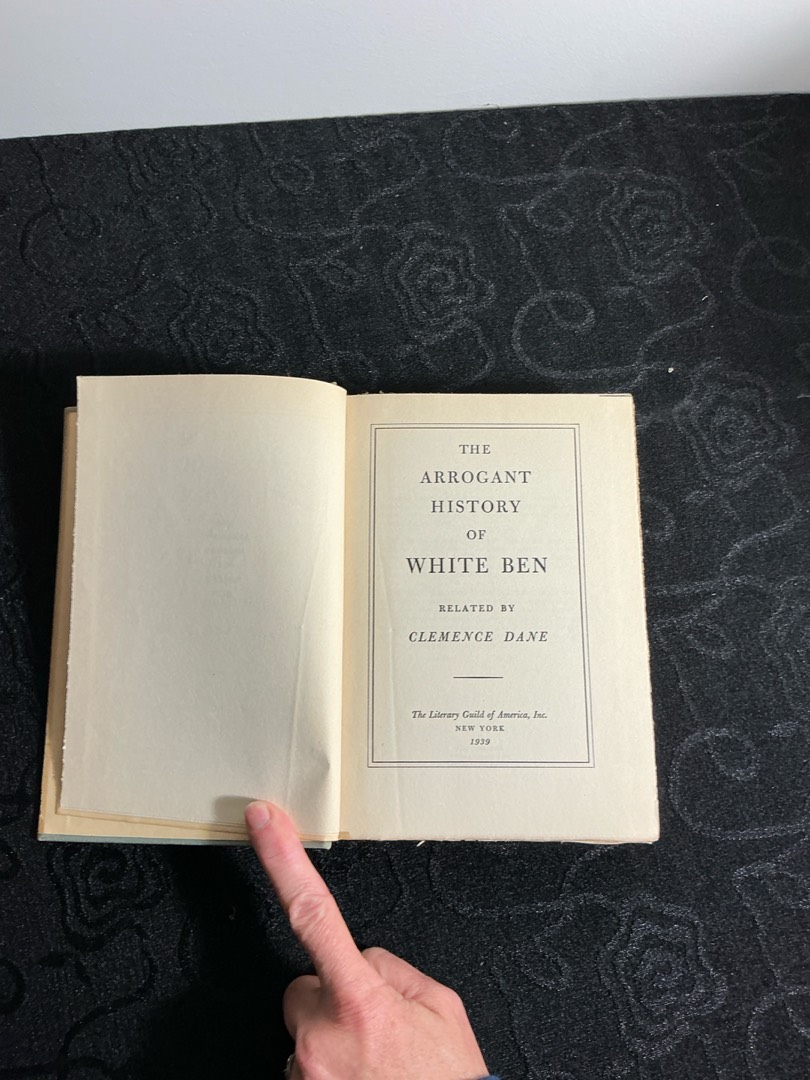 THE
ARROGANT
HISTORY
OF
WHITE BEN
RELATED BY
CLEMENCE DANE
The Literary Guild of America, Inc.
NEW YORK
1939